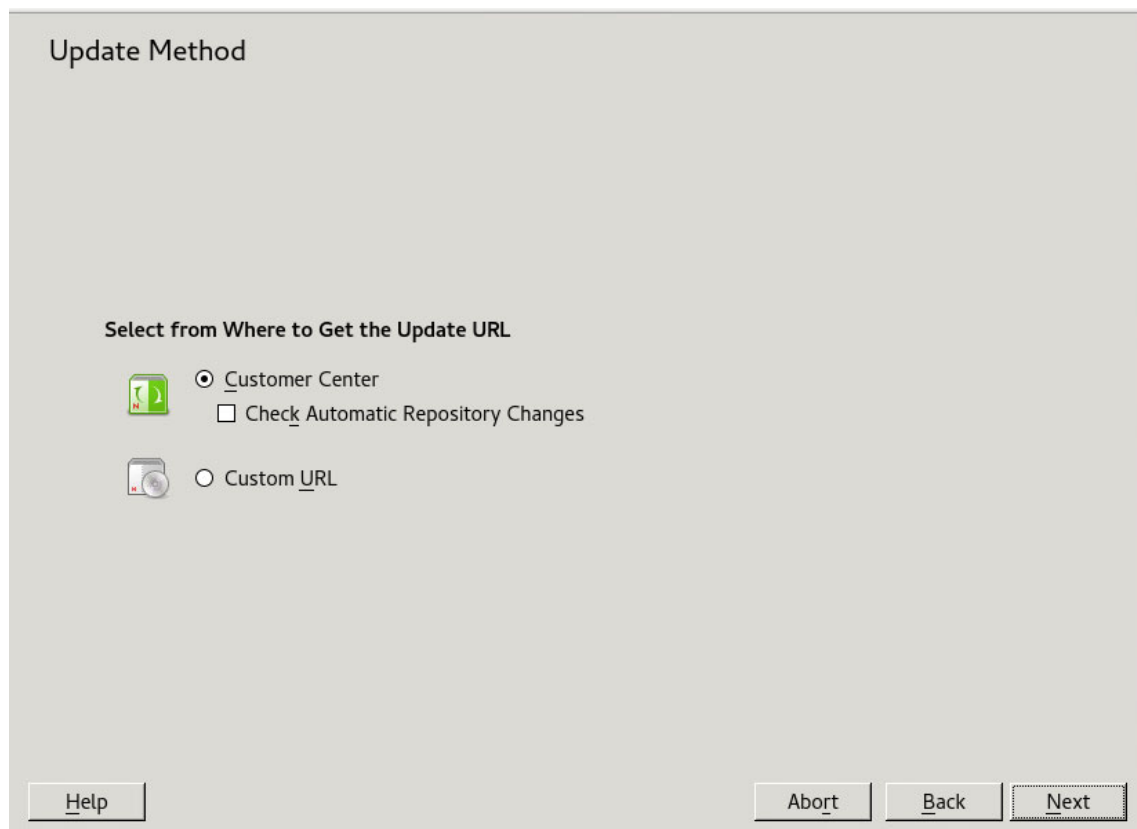 Update Method
Select from Where to Get the Update URL
Customer Center
Check Automatic Repository Changes
Custom URL
Help
Abort
Back
Next